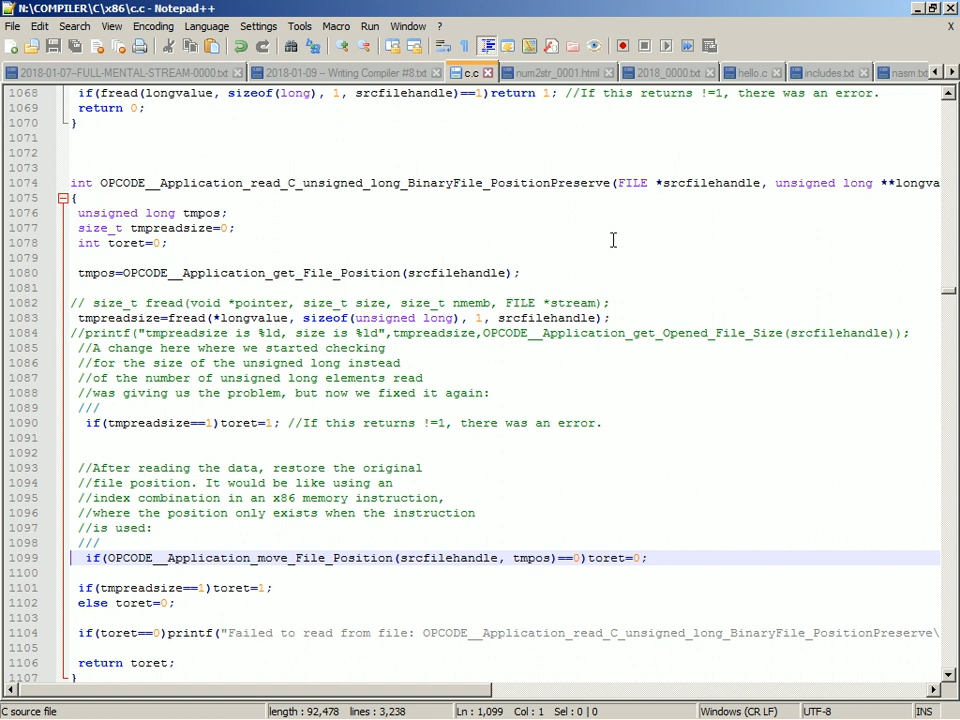 N:\COMPILER\C\x86\c.c - Notepad++
File Edit Search View Encoding Language Settings Tools Macro Run Window ? X
2018-01-07-FULL-MENTAL-STREAM-0000.txt 2018-01-09 – Writing Compiler #8.txt c.c num2str_0001.html 2018_0000.txt hello.c includes.txt nasm.tx
1068 if(fread(longvalue, sizeof(long), 1, srcfilehandle)==1)return 1; //If this returns !=1, there was an error.
1069 return 0;
1070 }
1071
1072
1073
1074 int OPCODE__Application_read_C_unsigned_long_BinaryFile_PositionPreserve(FILE *srcfilehandle, unsigned long **longva
1075 {
1076 unsigned long tmpos;
1077 size_t tmpreadsize=0;
1078 int toret=0;
1079
1080 tmpos=OPCODE__Application_get_File_Position(srcfilehandle);
1081
1082 // size_t fread(void *pointer, size_t size, size_t nmemb, FILE *stream);
1083 tmpreadsize=fread(*longvalue, sizeof(unsigned long), 1, srcfilehandle);
1084 //printf("tmpreadsize is %ld, size is %ld",tmpreadsize,OPCODE__Application_get_Opened_File_Size(srcfilehandle));
1085 //A change here where we started checking
1086 //for the size of the unsigned long instead
1087 //of the number of unsigned long elements read
1088 //was giving us the problem, but now we fixed it again:
1089 ///
1090 if(tmpreadsize==1)toret=1; //If this returns !=1, there was an error.
1091
1092
1093 //After reading the data, restore the original
1094 //file position. It would be like using an
1095 //index combination in an x86 memory instruction,
1096 //where the position only exists when the instruction
1097 //is used:
1098 ///
1099 if(OPCODE__Application_move_File_Position(srcfilehandle, tmpos)==0)toret=0;
1100
1101 if(tmpreadsize==1)toret=1;
1102 else toret=0;
1103
1104 if(toret==0)printf("Failed to read from file: OPCODE__Application_read_C_unsigned_long_BinaryFile_PositionPreserve\
1105
1106 return toret;
1107 }
C source file length : 92,478 lines : 3,238 Ln : 1,099 Col : 1 Sel : 0 | 0 Windows (CR LF) UTF-8 INS